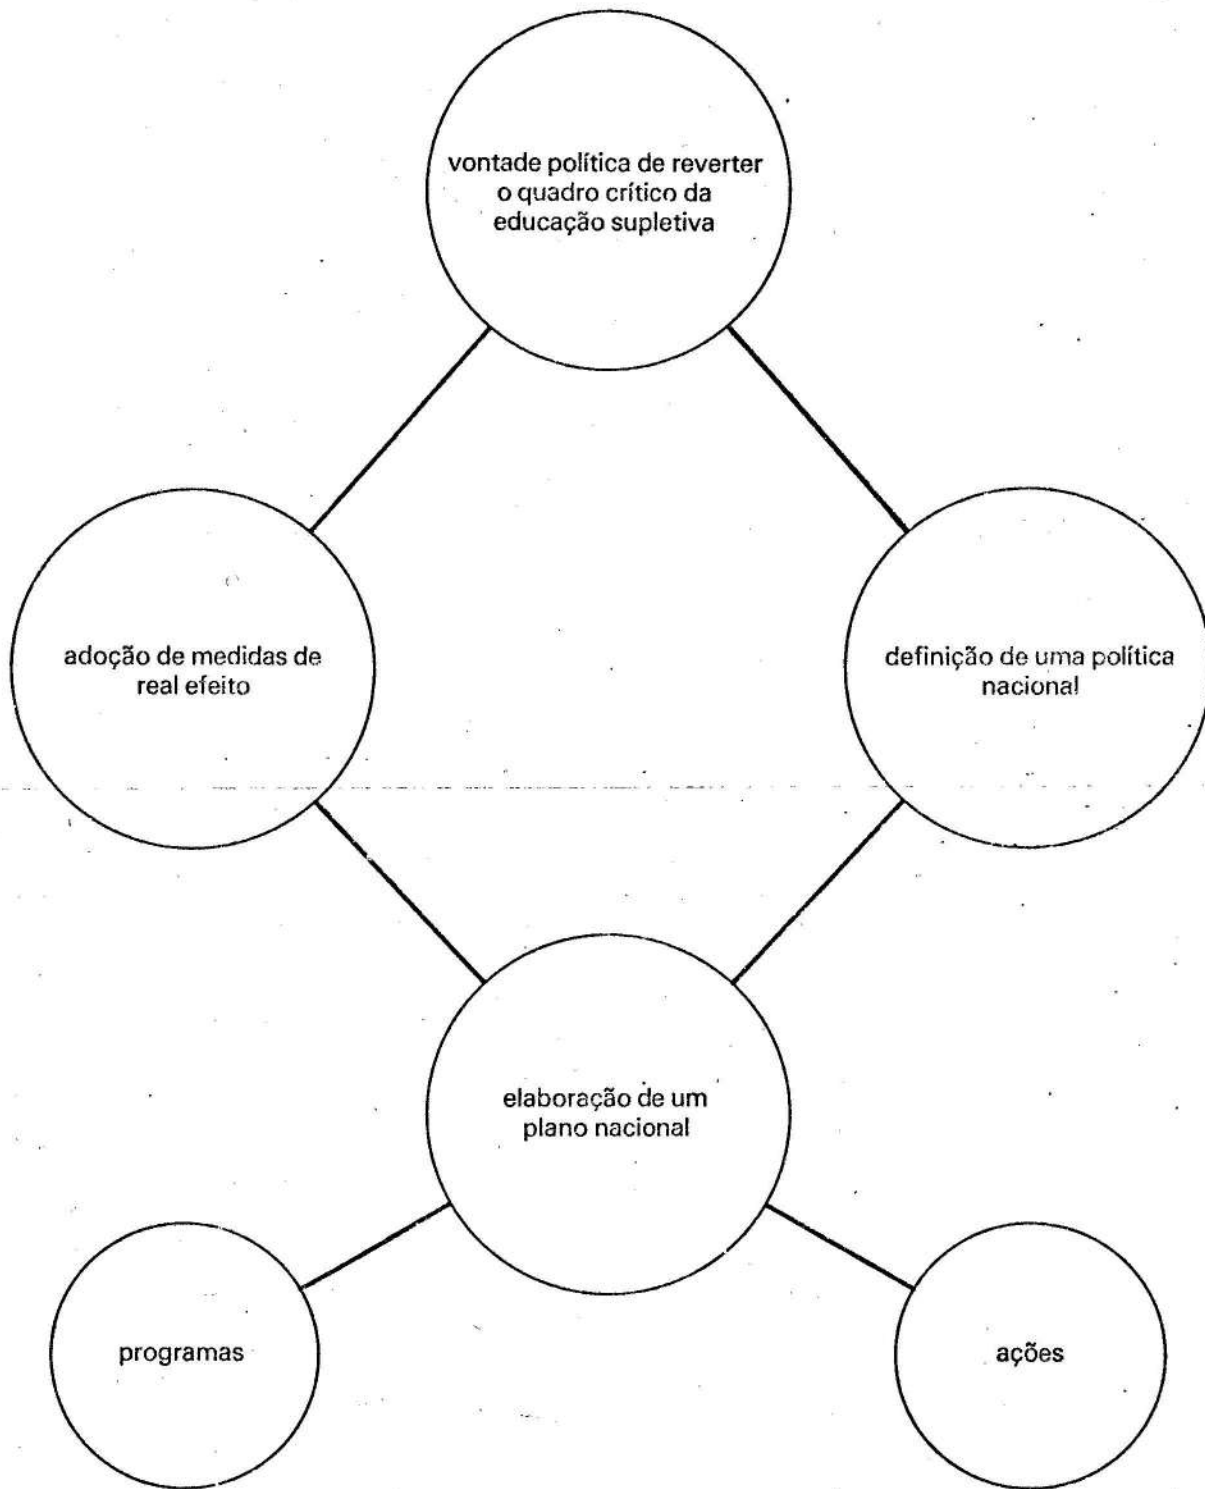 vontade política de reverter
o quadro crítico da
educação supletiva
adoção de medidas de
real efeito
definição de uma política
nacional
elaboração de um
plano nacional
programas
ações